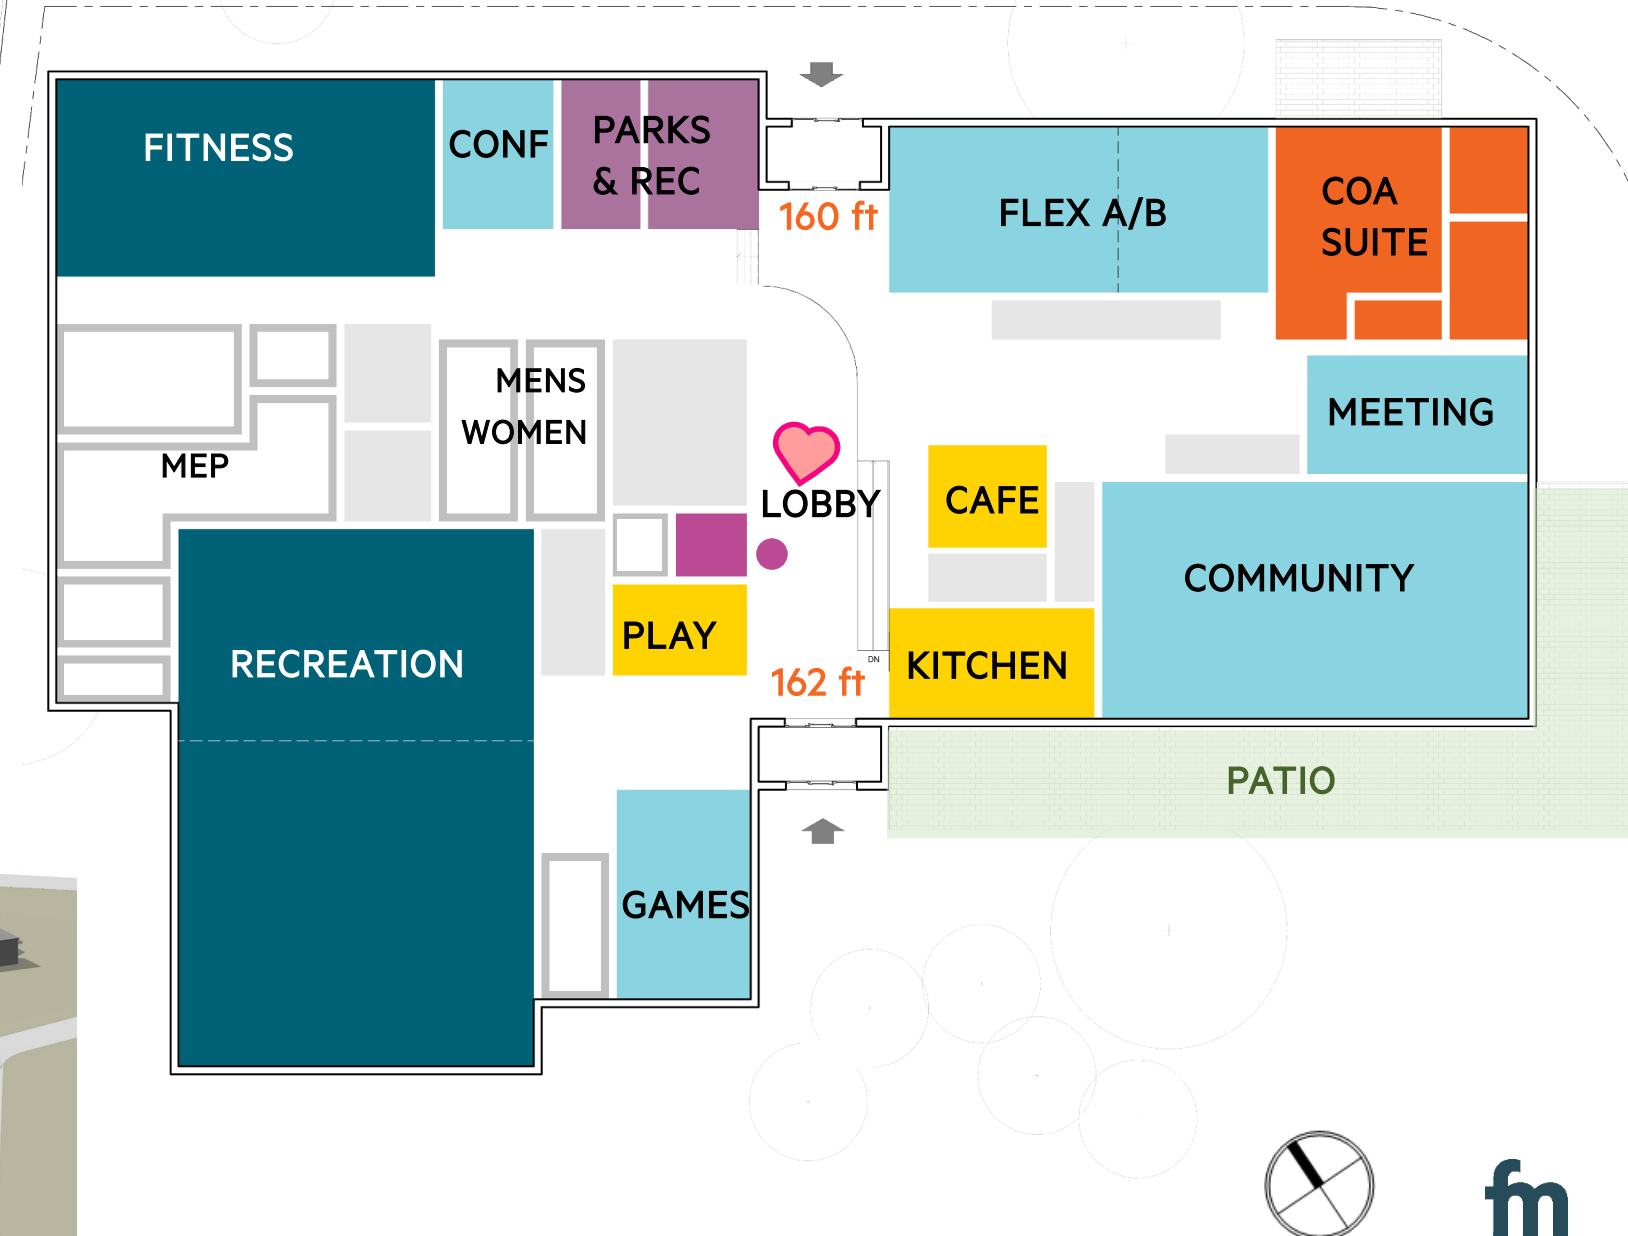 FITNESS
CONF
PARKS
& REC
160 ft
FLEX A/B
COA
SUITE
MENS
WOMEN
MEP
MEETING
LOBBY
CAFE
COMMUNITY
PLAY
RECREATION
162 ft
DN
KITCHEN
PATIO
GAMES
fm